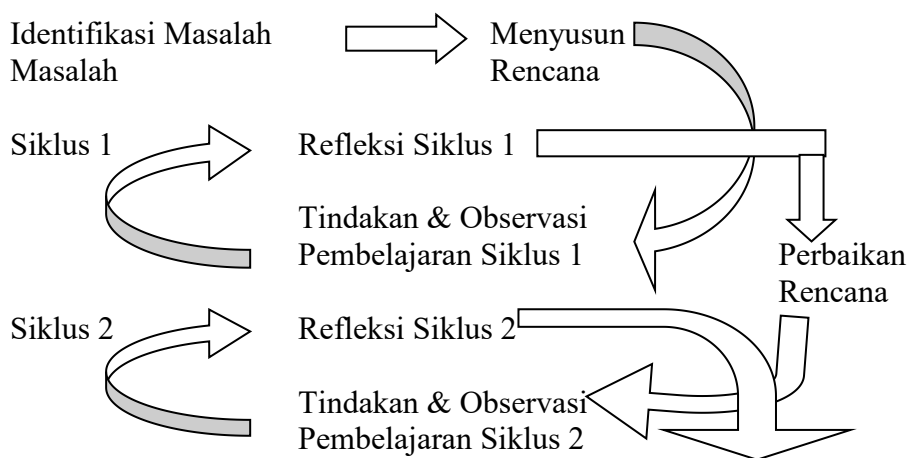 Identifikasi Masalah
Masalah
Menyusun
Rencana
Siklus 1
Refleksi Siklus 1
Tindakan & Observasi
Pembelajaran Siklus 1
Perbaikan
Rencana
Siklus 2
Refleksi Siklus 2
Tindakan & Observasi
Pembelajaran Siklus 2